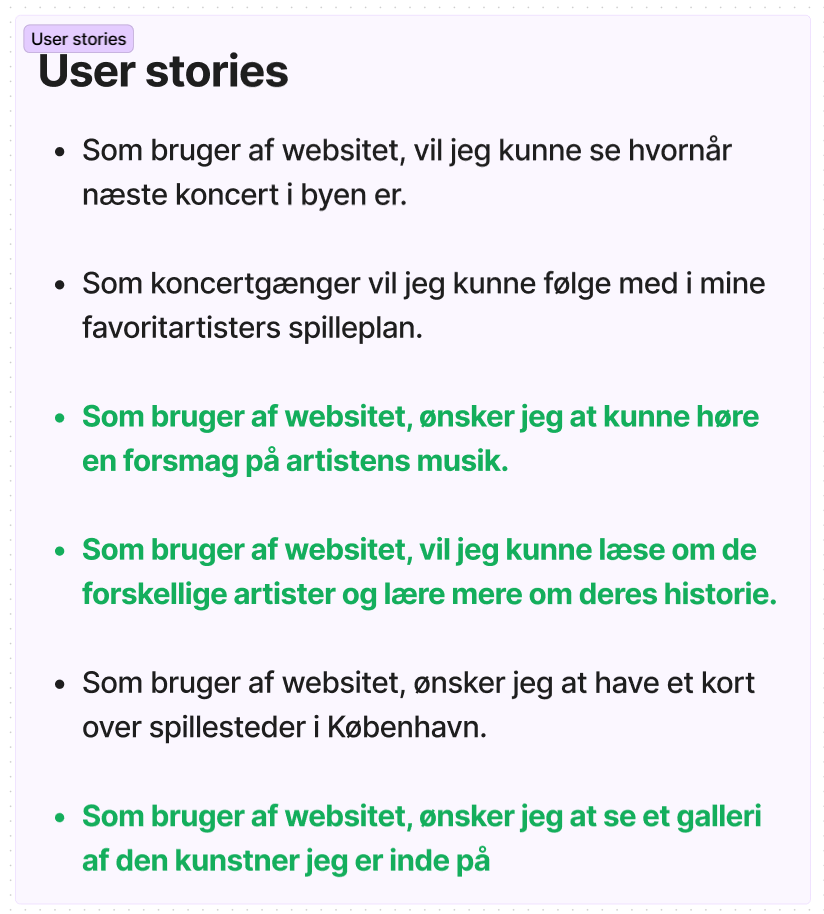 User stories
User stories
• Som bruger af websitet, vil jeg kunne se hvornår
næste koncert i byen er.
• Som koncertgænger vil jeg kunne følge med i mine
favoritartisters spilleplan.
• Som bruger af websitet, ønsker jeg at kunne høre
en forsmag på artistens musik.
• Som bruger af websitet, vil jeg kunne læse om de
forskellige artister og lære mere om deres historie.
• Som bruger af websitet, ønsker jeg at have et kort
over spillesteder i København.
• Som bruger af websitet, ønsker jeg at se et galleri
af den kunstner jeg er inde på